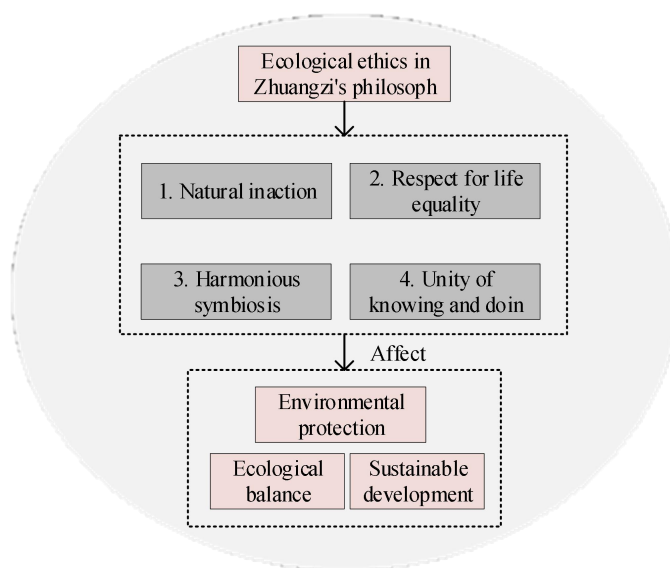 Ecological ethics in
Zhuangzi's philosoph
1. Natural inaction
2. Respect for life
equality
3. Harmonious
symbiosis
4. Unity of
knowing and doin
Affect
Environmental
protection
Ecological
balance
Sustainable
development